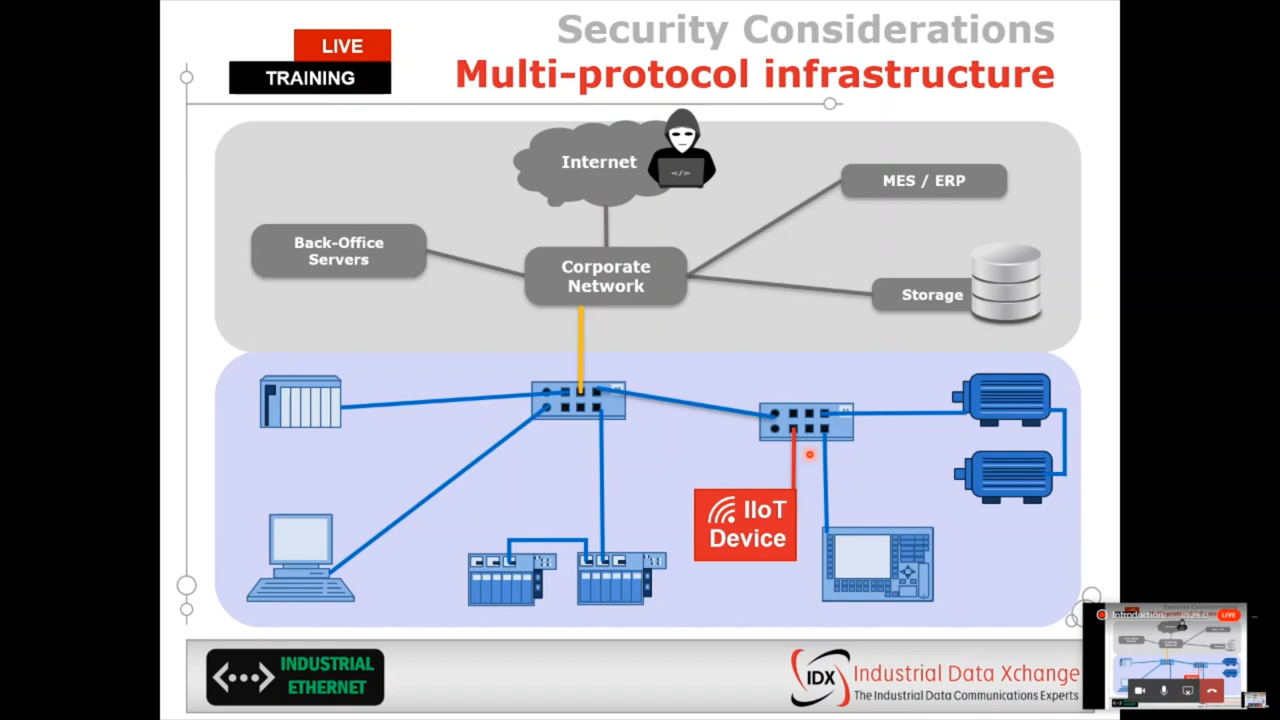 Security Considerations
LIVE
TRAINING
Multi-protocol infrastructure
Internet
</>
MES / ERP
Back-Office
Servers
Corporate
Network
Storage
IIoT
Device
INDUSTRIAL
ETHERNET
IDX
Industrial Data Xchange
The Industrial Data Communications Experts
LIVE